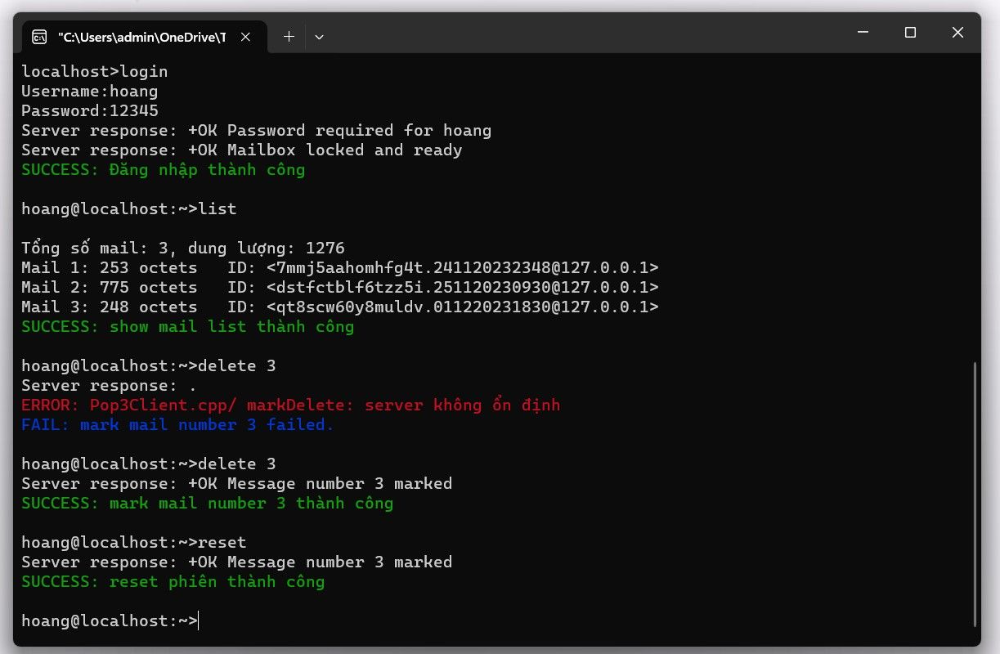 "C:\Users\admin\OneDrive\T
localhost>login
Username:hoang
Password:12345
Server response: +OK Password required for hoang
Server response: +OK Mailbox locked and ready
SUCCESS: Đăng nhập thành công
hoang@localhost:~>list
Tổng số mail: 3, dung lượng: 1276
Mail 1: 253 octets   ID: <7mmj5aahomhfg4t.241120232348@127.0.0.1>
Mail 2: 775 octets   ID: <dstfctblf6tzz5i.251120230930@127.0.0.1>
Mail 3: 248 octets   ID: <qt8scw60y8muldv.011220231830@127.0.0.1>
SUCCESS: show mail list thành công
hoang@localhost:~>delete 3
Server response: .
ERROR: Pop3Client.cpp/ markDelete: server không ổn định
FAIL: mark mail number 3 failed.
hoang@localhost:~>delete 3
Server response: +OK Message number 3 marked
SUCCESS: mark mail number 3 thành công
hoang@localhost:~>reset
Server response: +OK Message number 3 marked
SUCCESS: reset phiên thành công
hoang@localhost:~>